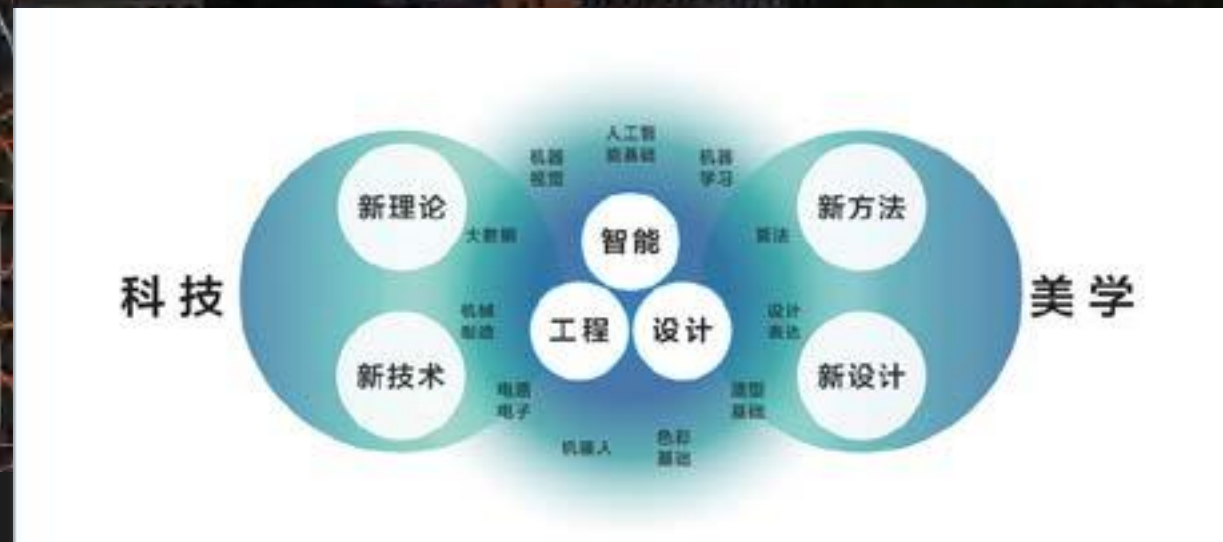 人工智
能基础
机器
视觉
机器
学习
新理论
新方法
大数据
智能
算法
科技
美学
机械
制造
工程
设计
设计
表达
新技术
新设计
电路
电子
造型
基础
机器人
色彩
基础